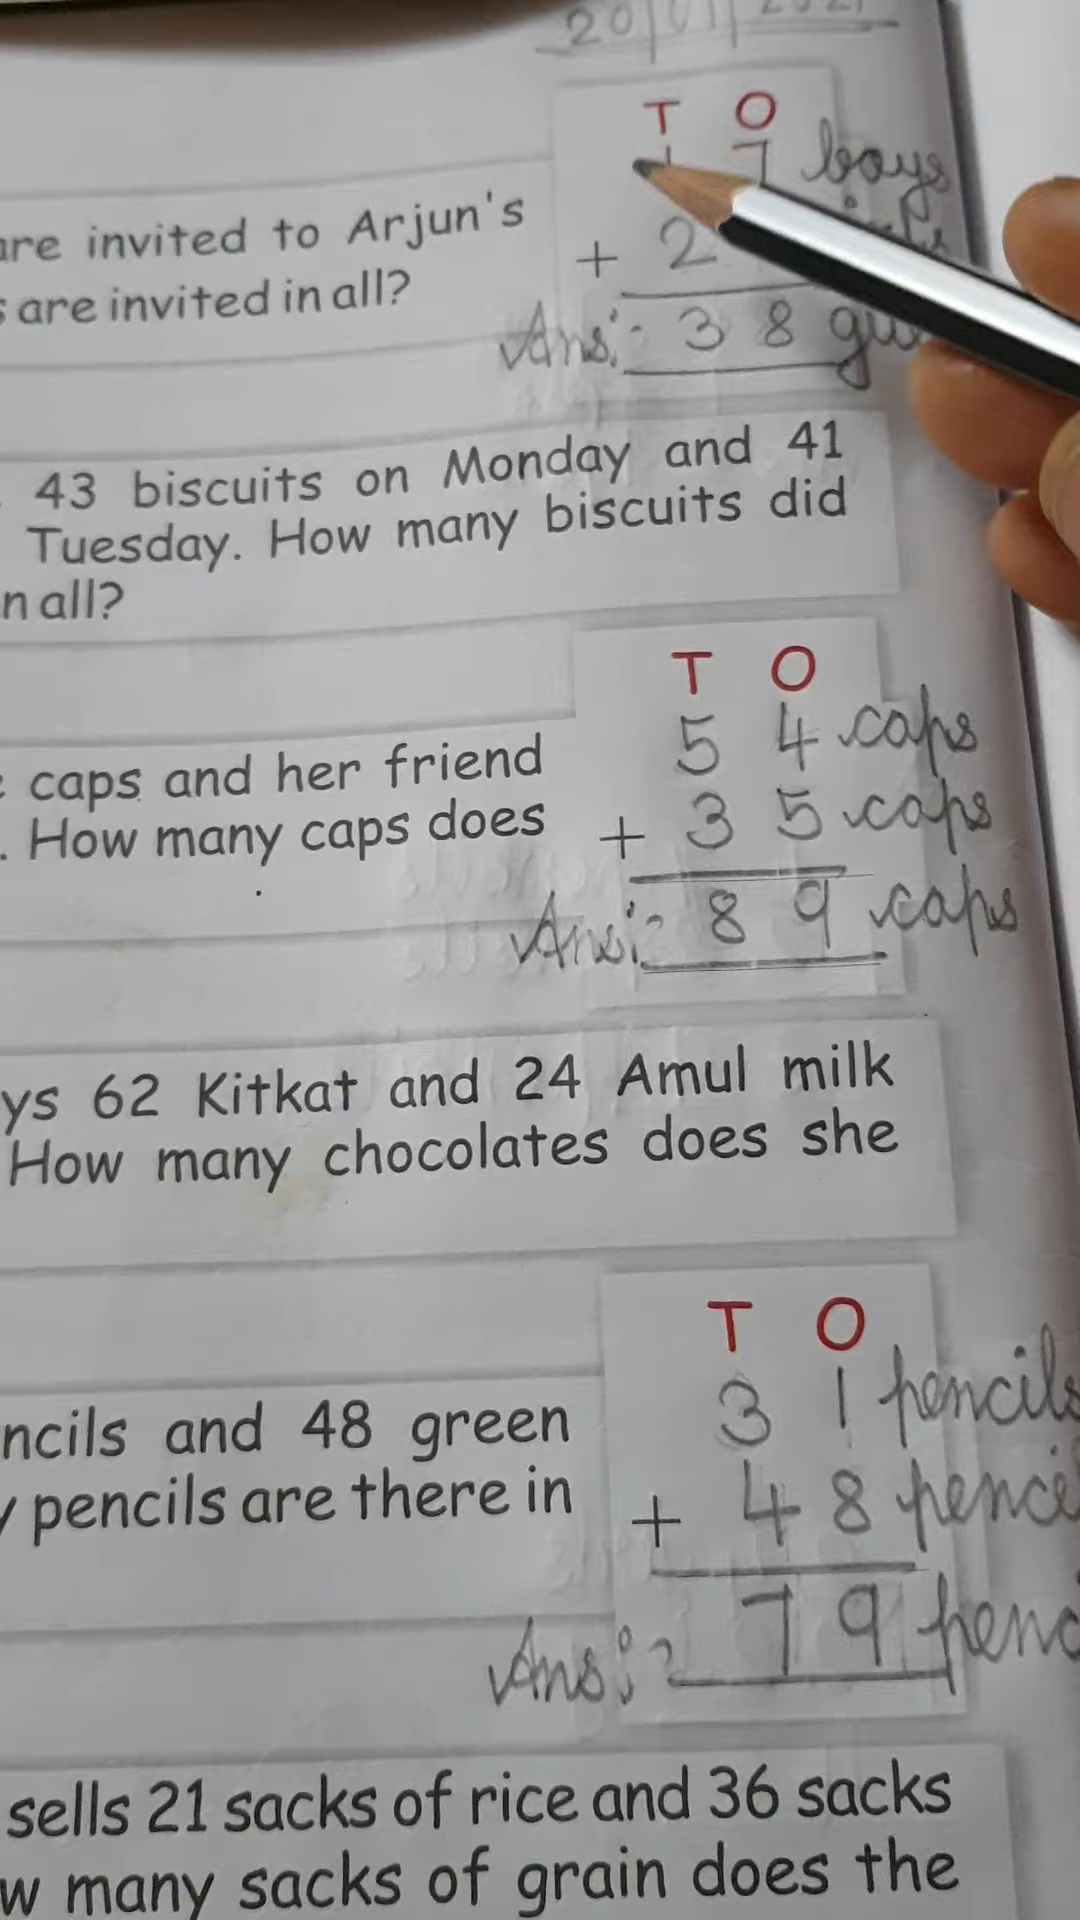 20/01/2021
T O
7 boys
are invited to Arjun's
+ 2
s are invited in all?
Ans:- 3 8
43 biscuits on Monday and 41
Tuesday. How many biscuits did
n all?
T O
5 4 caps
caps and her friend
+ 3 5 caps
. How many caps does
Ans:- 8 9 caps
ys 62 Kitkat and 24 Amul milk
How many chocolates does she
T O
3 1 pencils
ncils and 48 green
+ 4 8 penci
y pencils are there in
Ans:- 7 9 penc
sells 21 sacks of rice and 36 sacks
w many sacks of grain does the